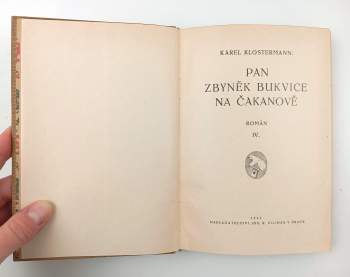 KAREL KLOSTERMANN:
PAN
ZBYNĚK BUKVICE
NA ČAKANOVĚ
ROMÁN
IV.